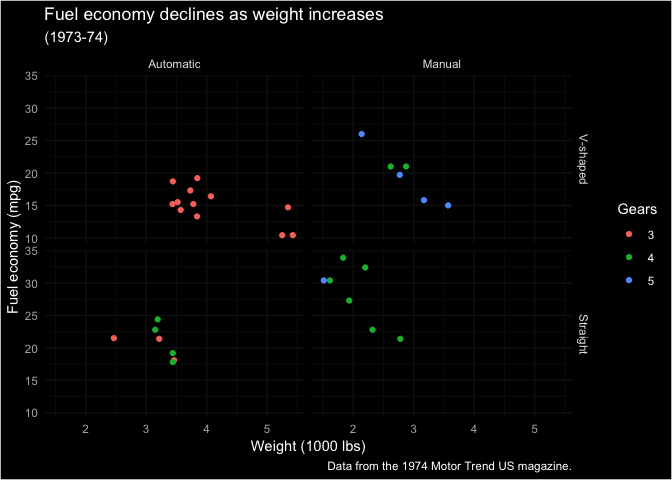 Fuel economy declines as weight increases
(1973-74)
Automatic
Manual
35
30
25
20
15
10
V-shaped
35
30
25
20
15
10
Straight
Fuel economy (mpg)
2
3
4
5
2
3
4
5
Weight (1000 lbs)
Gears
3
4
5
Data from the 1974 Motor Trend US magazine.